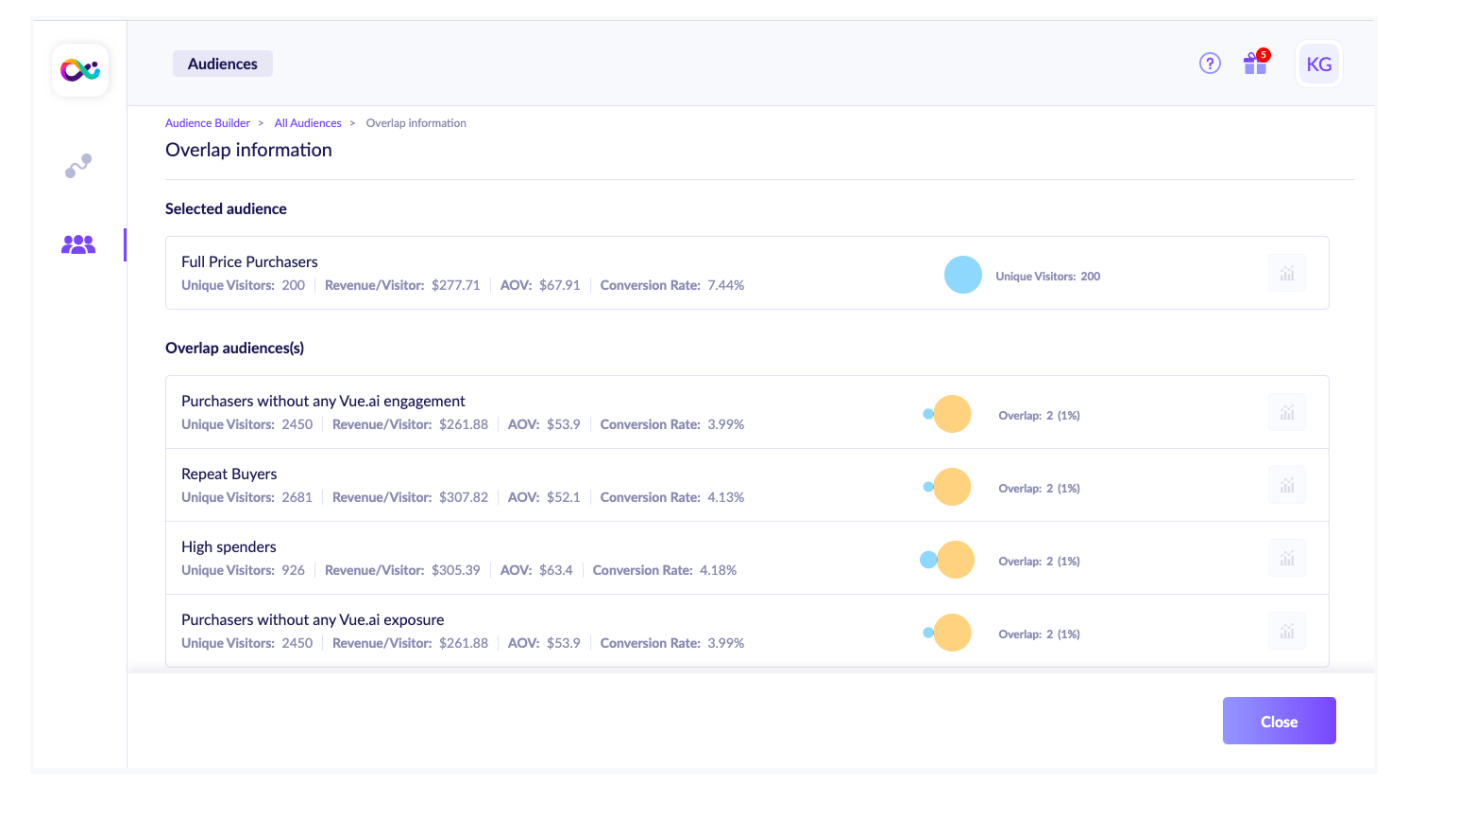 Audiences
?
5
KG
Audience Builder > All Audiences > Overlap information
Overlap information
Selected audience
Full Price Purchasers
Unique Visitors: 200 Revenue/Visitor: $277.71 AOV: $67.91 Conversion Rate: 7.44%
Unique Visitors: 200
Overlap audiences(s)
Purchasers without any Vue.ai engagement
Unique Visitors: 2450 Revenue/Visitor: $261.88 AOV: $53.9 Conversion Rate: 3.99%
Overlap: 2 (1%)
Repeat Buyers
Unique Visitors: 2681 Revenue/Visitor: $307.82 AOV: $52.1 Conversion Rate: 4.13%
Overlap: 2 (1%)
High spenders
Unique Visitors: 926 Revenue/Visitor: $305.39 AOV: $63.4 Conversion Rate: 4.18%
Overlap: 2 (1%)
Purchasers without any Vue.ai exposure
Unique Visitors: 2450 Revenue/Visitor: $261.88 AOV: $53.9 Conversion Rate: 3.99%
Overlap: 2 (1%)
Close